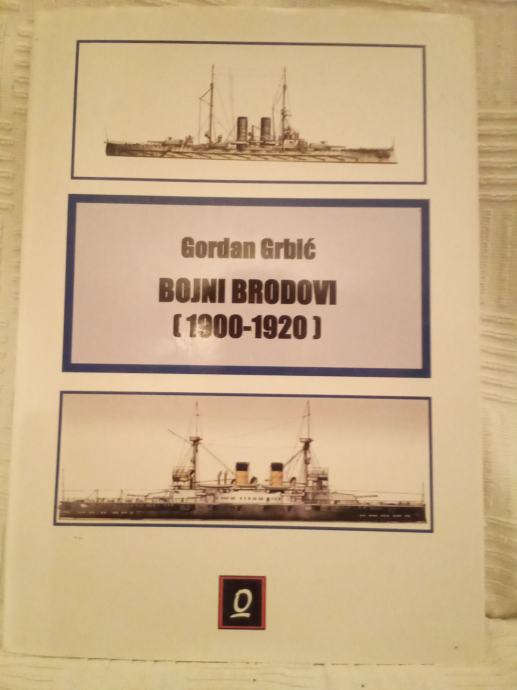 Gordan Grbić
BOJNI BRODOVI
(1900-1920)
O